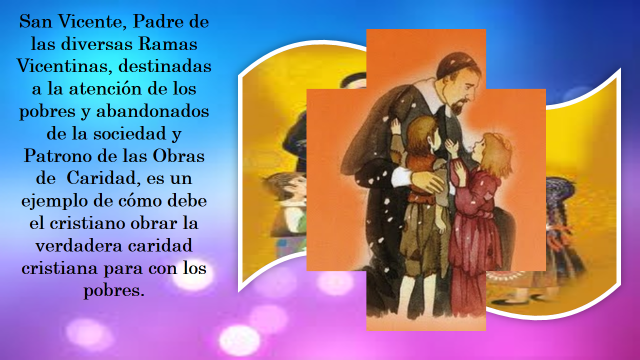 San Vicente, Padre de
las diversas Ramas
Vicentinas, destinadas
a la atención de los
pobres y abandonados
de la sociedad y
Patrono de las Obras
de  Caridad, es un
ejemplo de cómo debe
el cristiano obrar la
verdadera caridad
cristiana para con los
pobres.